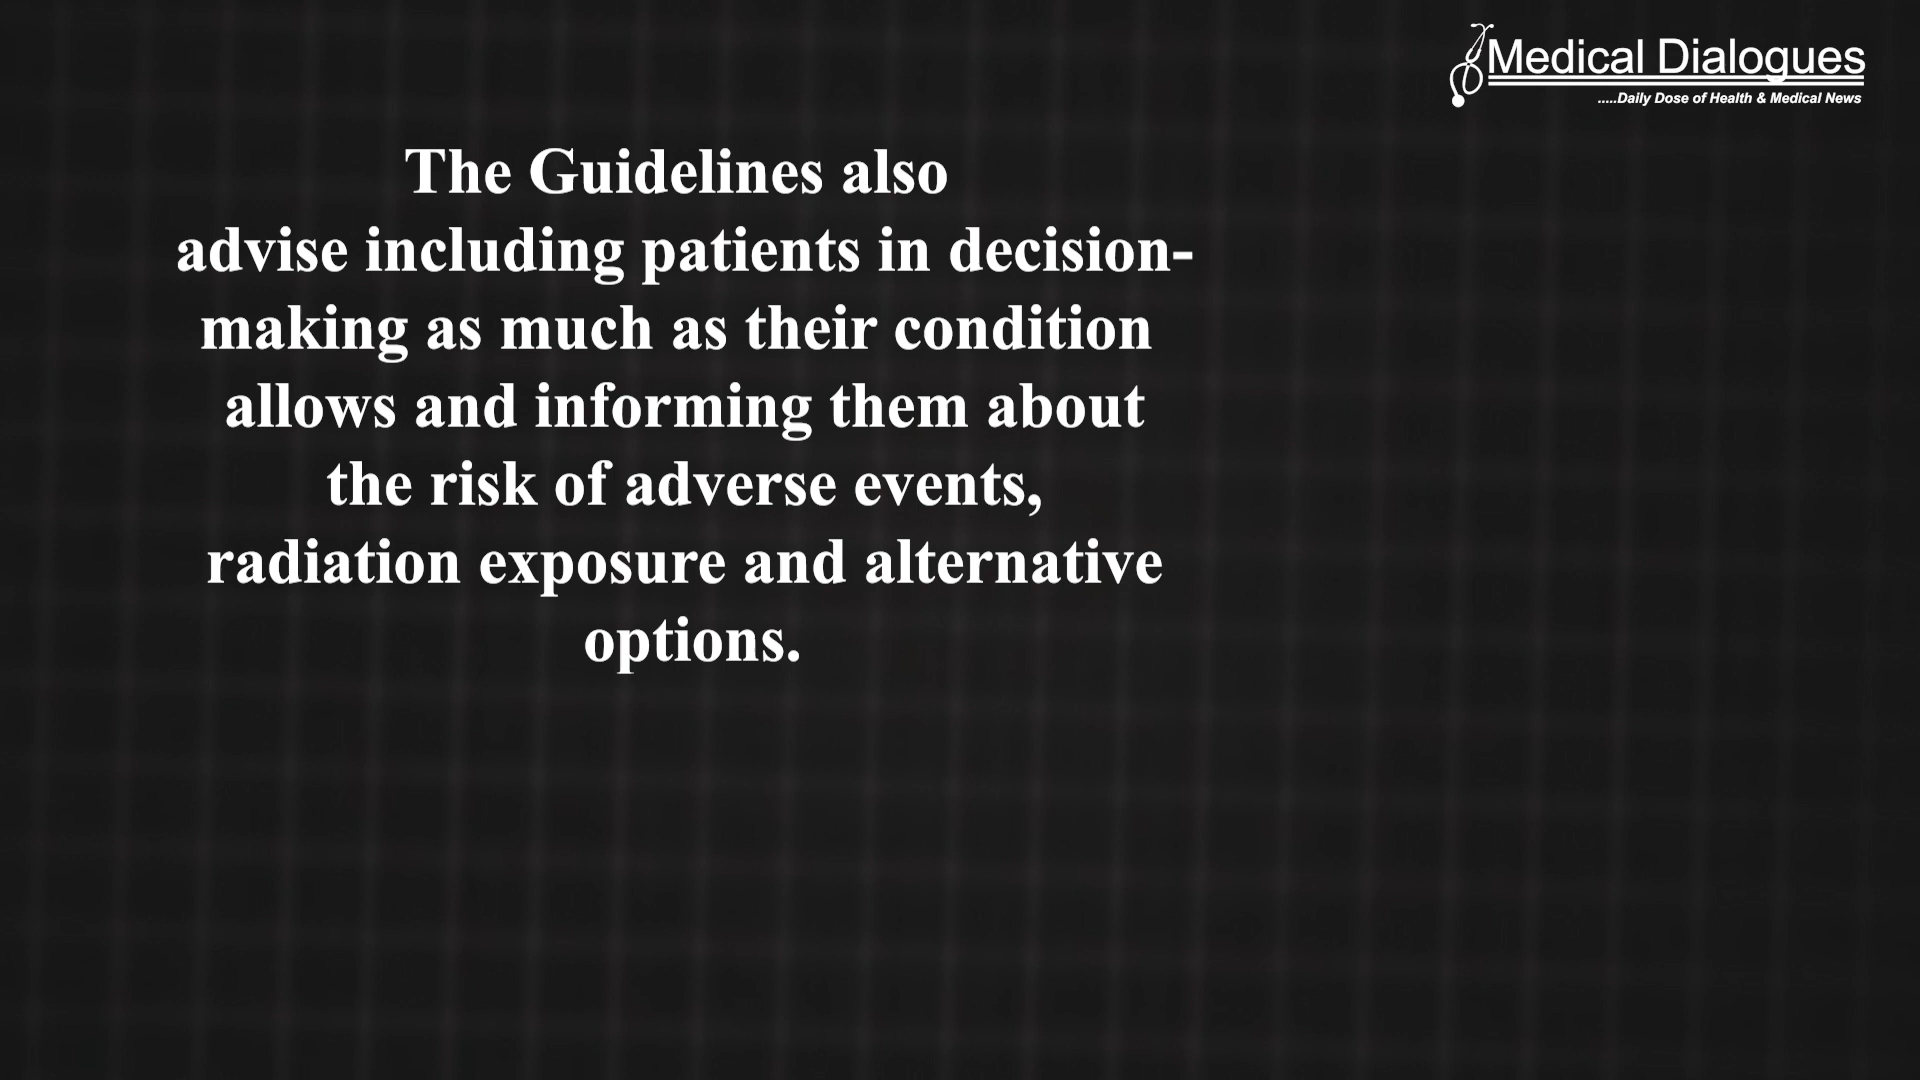 Medical Dialogues
.....Daily Dose of Health & Medical News
The Guidelines also
advise including patients in decision-
making as much as their condition
allows and informing them about
the risk of adverse events,
radiation exposure and alternative
options.